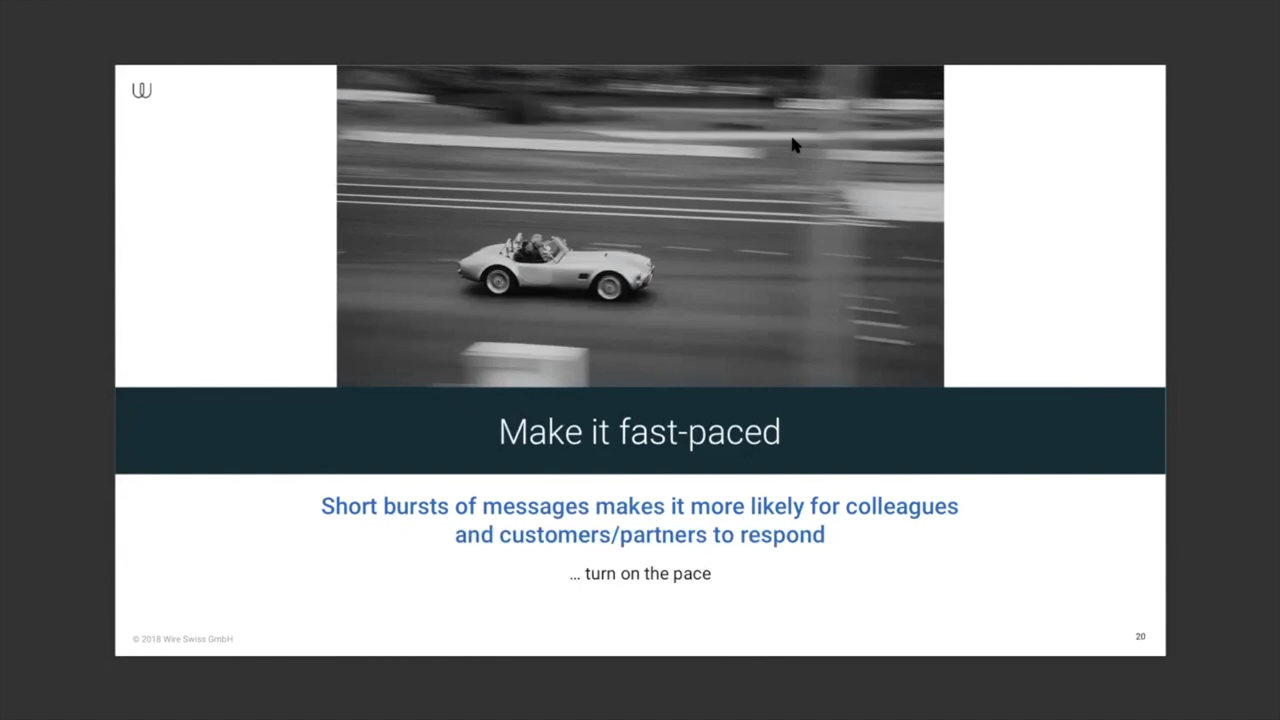 Make it fast-paced
Short bursts of messages makes it more likely for colleagues
and customers/partners to respond
... turn on the pace
© 2018 Wire Swiss GmbH
20